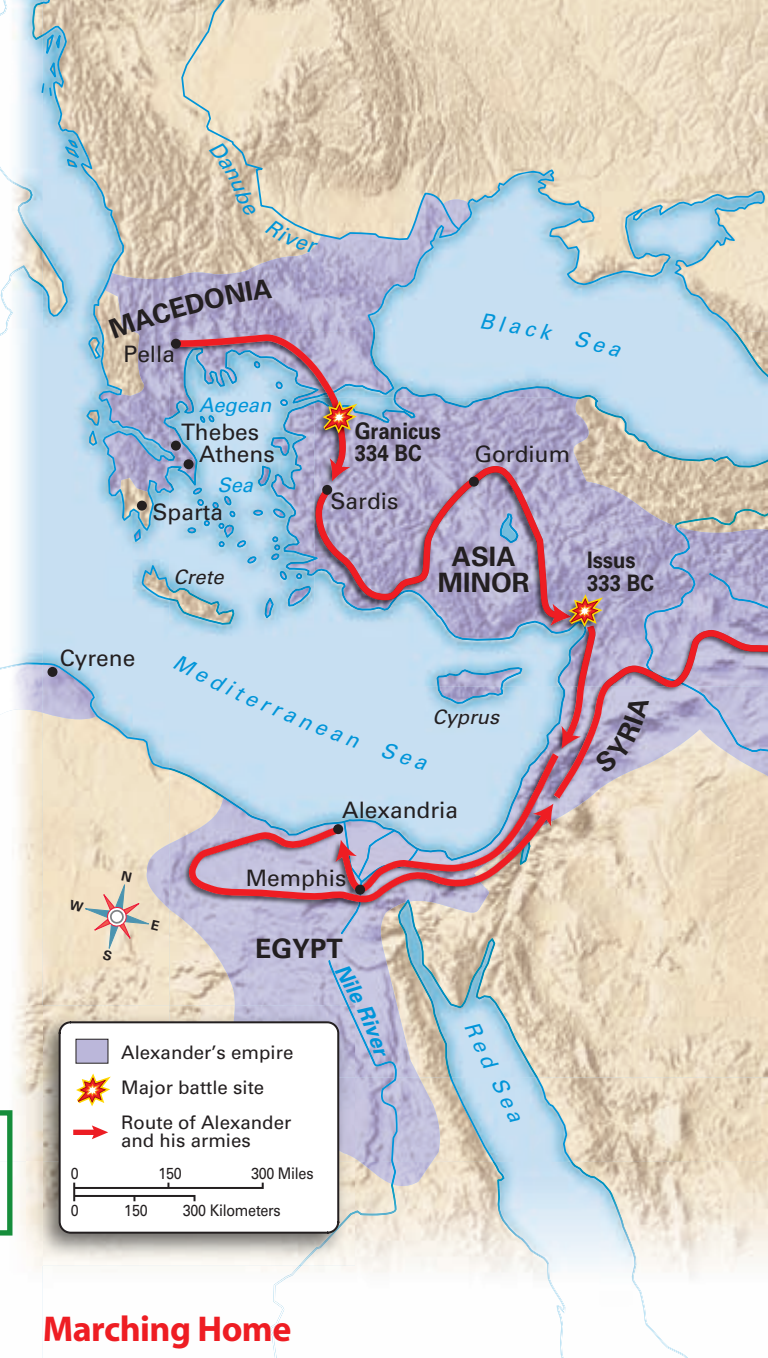 Danube
River
MACEDONIA
Pella
Black Sea
Aegean
Sea
Thebes
Athens
Granicus
334 BC
Gordium
Sardis
Sparta
ASIA
MINOR
Issus
333 BC
Crete
Cyrene
Mediterranean Sea
Cyprus
SYRIA
Alexandria
Memphis
N
W
E
S
EGYPT
Nile River
Red Sea
Alexander's empire
Major battle site
Route of Alexander
and his armies
0 150 300 Miles
0 150 300 Kilometers
Marching Home